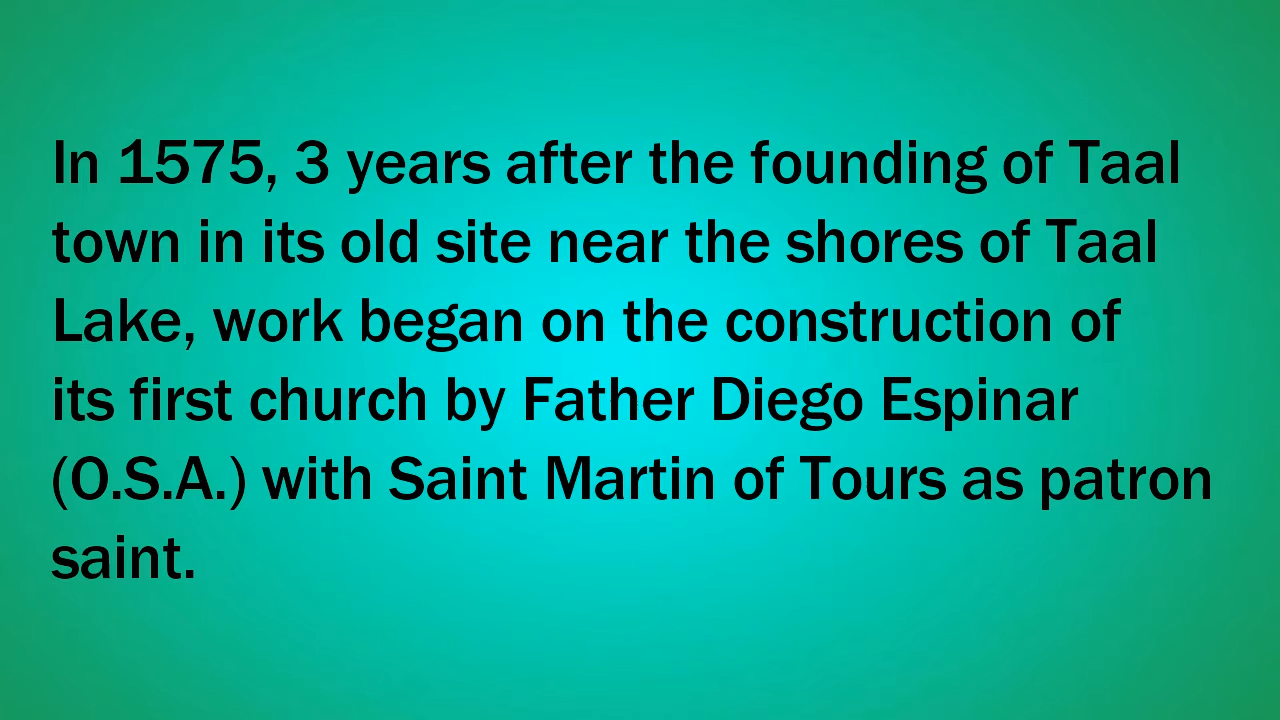 In 1575, 3 years after the founding of Taal
town in its old site near the shores of Taal
Lake, work began on the construction of
its first church by Father Diego Espinar
(O.S.A.) with Saint Martin of Tours as patron
saint.